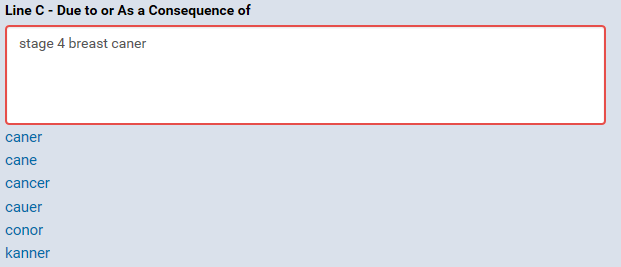 Line C - Due to or As a Consequence of
stage 4 breast caner
caner
cane
cancer
cauer
conor
kanner